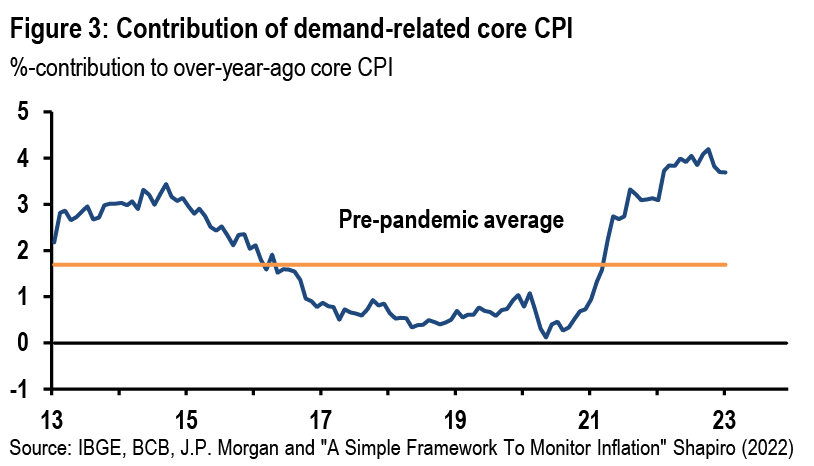 Figure 3: Contribution of demand-related core CPI
%-contribution to over-year-ago core CPI
5
4
3
Pre-pandemic average
2
1
0
-1
13 15 17 19 21 23
Source: IBGE, BCB, J.P. Morgan and "A Simple Framework To Monitor Inflation" Shapiro (2022)